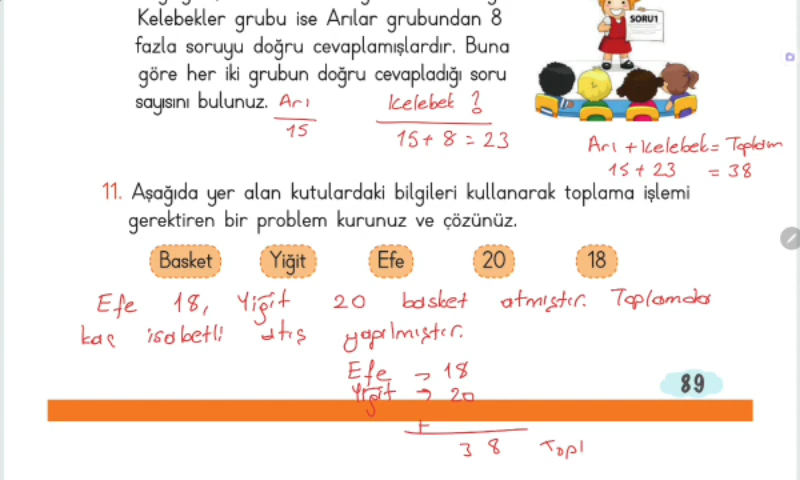 Kelebekler grubu ise Arılar grubundan 8
SORU1
fazla soruyu doğru cevaplamışlardır. Buna
göre her iki grubun doğru cevapladığı soru
sayısını bulunuz. Arı Kelebek ?
15 15 + 8 = 23
Arı + Kelebek = Toplam
15 + 23 = 38
11. Aşağıda yer alan kutulardaki bilgileri kullanarak toplama işlemi
gerektiren bir problem kurunuz ve çözünüz.
Basket Yiğit Efe 20 18
Efe 18, Yiğit 20 basket atmıştır. Toplamda
kaç isabetli atış yapılmıştır.
Efe → 18
Yiğit → 20
+
38 Topl
89